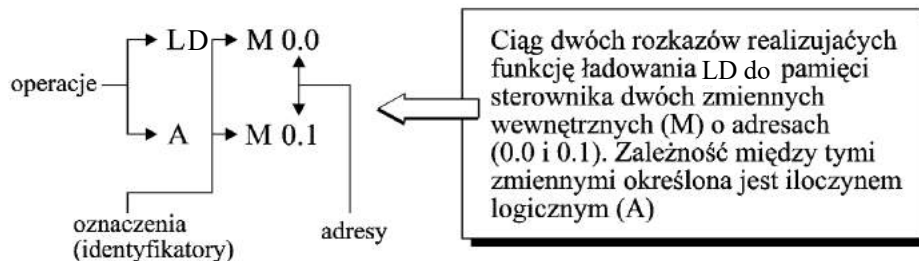 LD M 0.0
operacje
A M 0.1
oznaczenia
(identyfikatory)
adresy
Ciąg dwóch rozkazów realizujaćych
funkcję ładowania LD do pamięci
sterownika dwóch zmiennych
wewnętrznych (M) o adresach
(0.0 i 0.1). Zależność między tymi
zmiennymi określona jest iloczynem
logicznym (A)